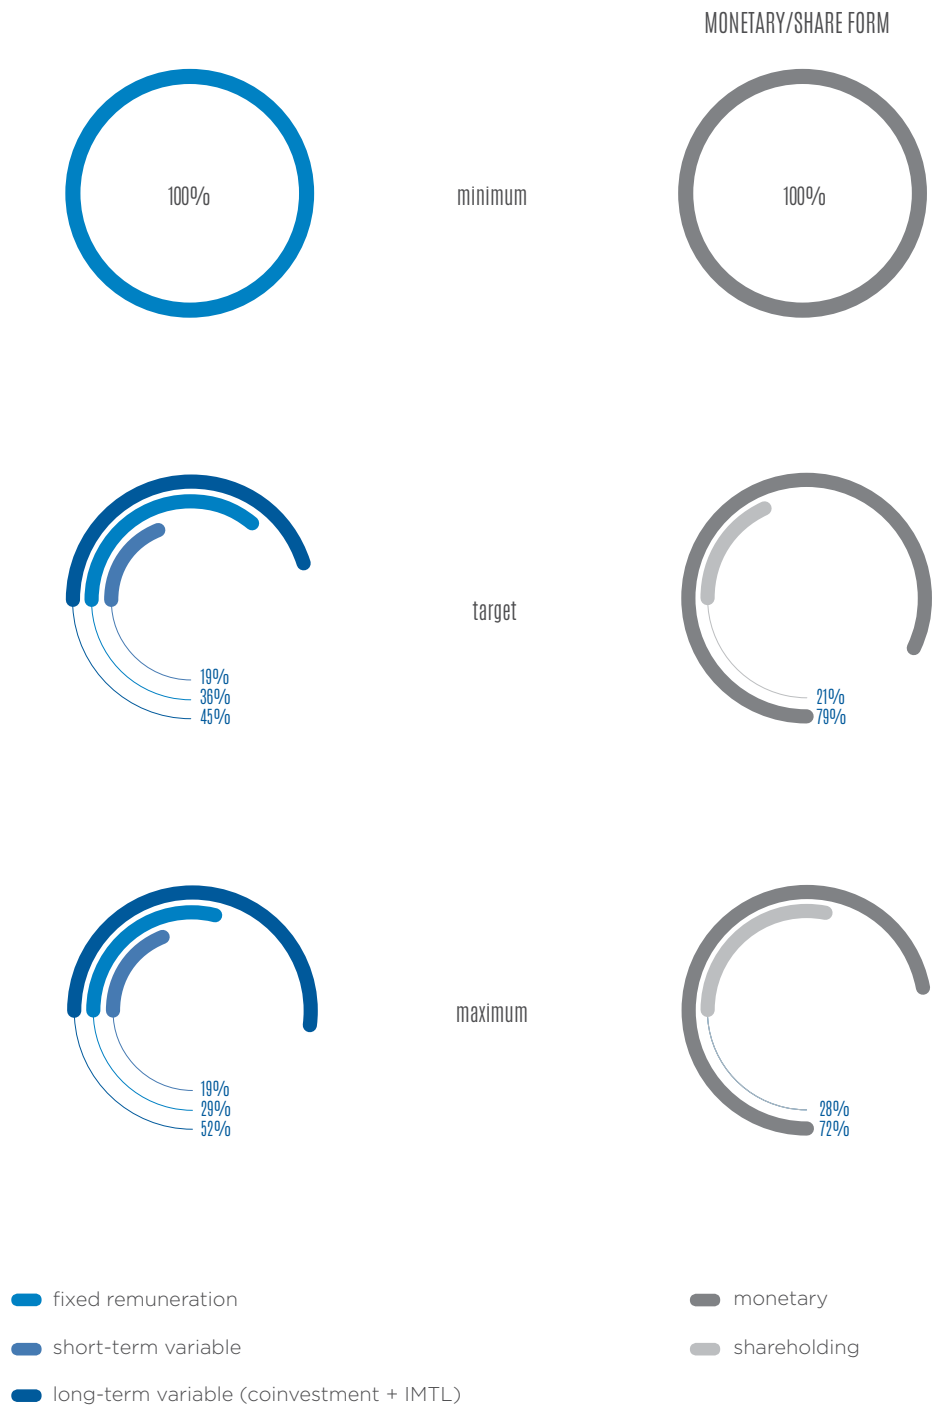 MONETARY/SHARE FORM
100%
minimum
100%
target
19%
36%
45%
21%
79%
maximum
19%
29%
52%
28%
72%
fixed remuneration
short-term variable
long-term variable (coinvestment + IMTL)
monetary
shareholding